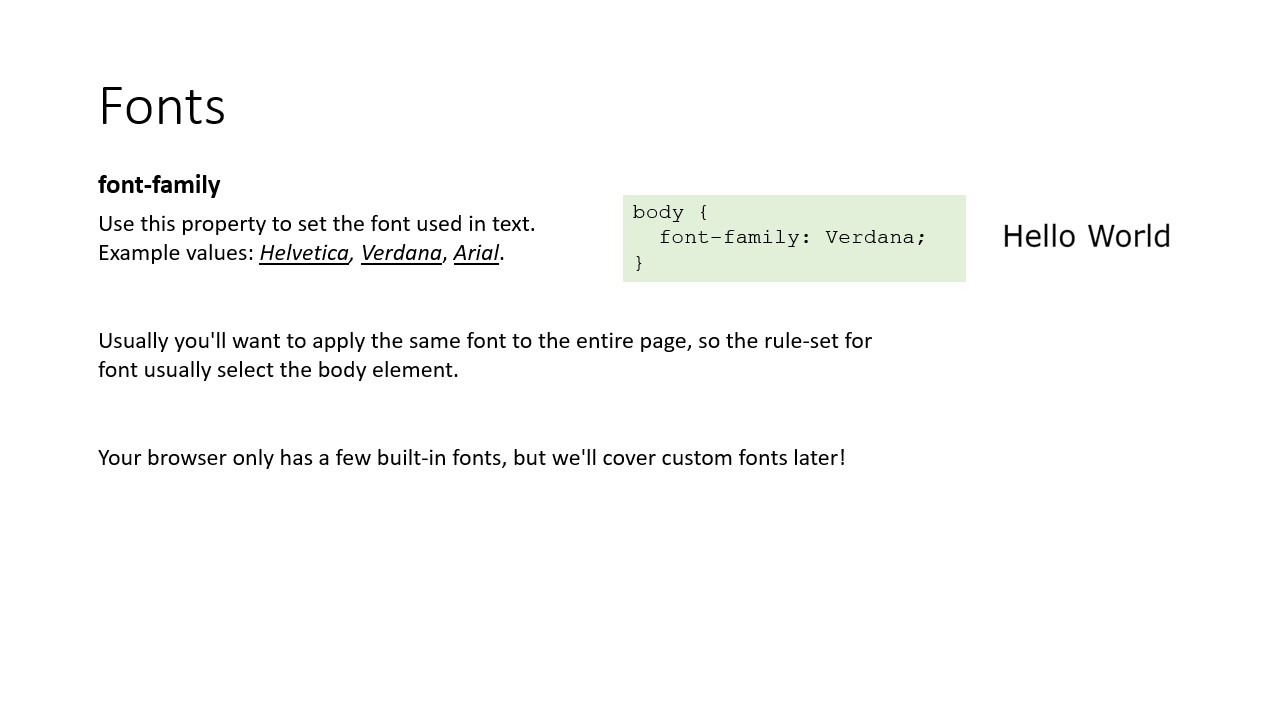 Fonts
font-family
Use this property to set the font used in text.
Example values: Helvetica, Verdana, Arial.
body {
  font-family: Verdana;
}
Hello World
Usually you'll want to apply the same font to the entire page, so the rule-set for
font usually select the body element.
Your browser only has a few built-in fonts, but we'll cover custom fonts later!